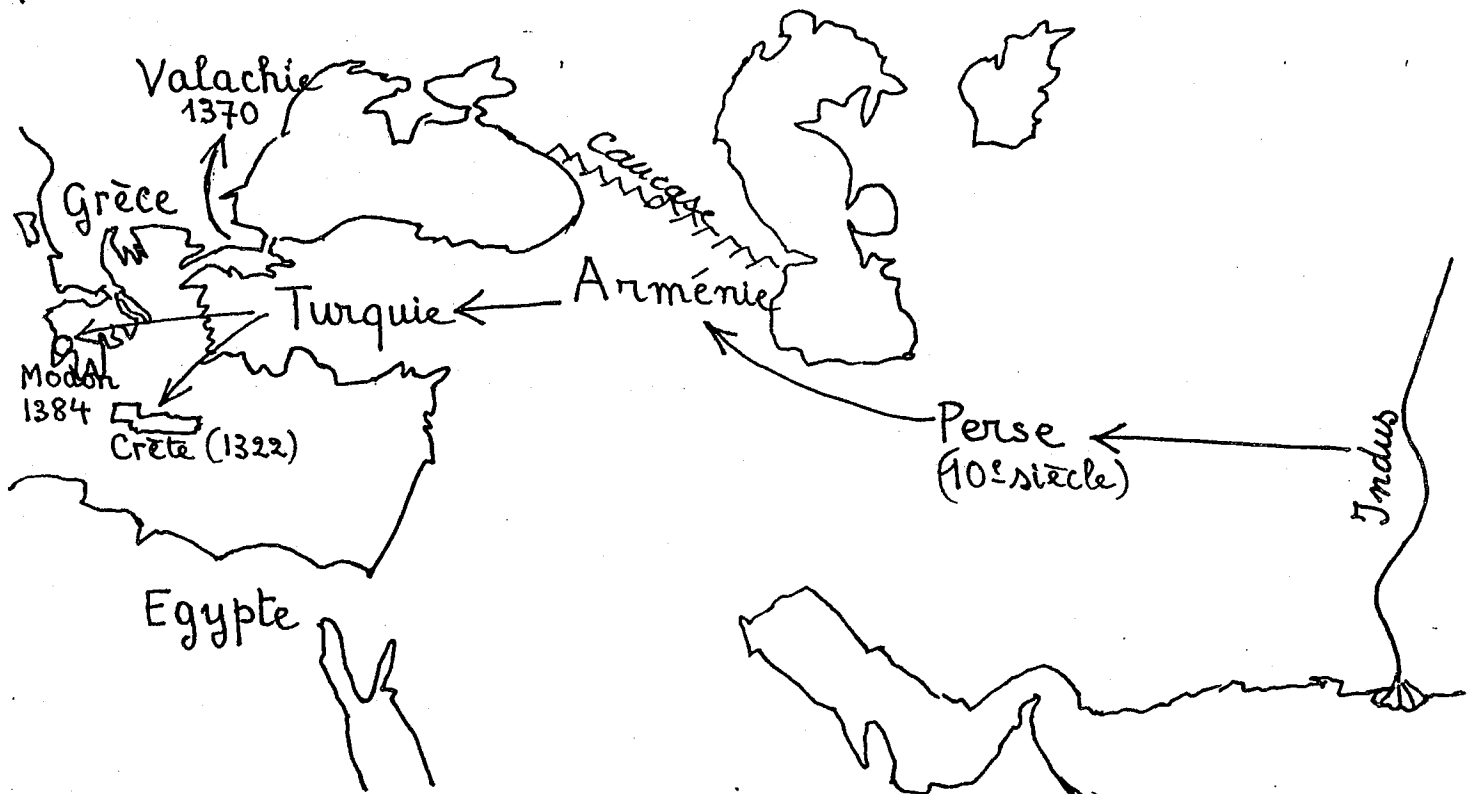 Valachie
1370
Caucase
Grèce
Arménie
Turquie
Modon
1384
Crète (1322)
Perse
(10e siècle)
Indus
Egypte